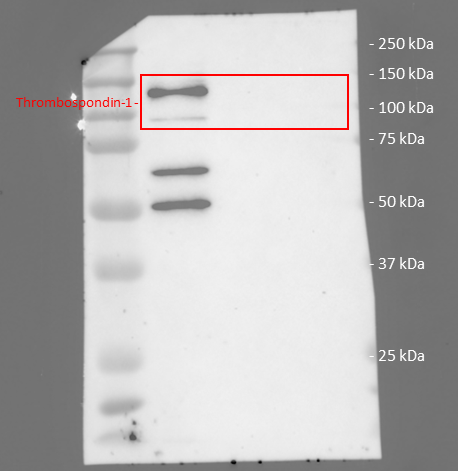 - 250 kDa
- 150 kDa
Thrombospondin-1 -
- 100 kDa
- 75 kDa
- 50 kDa
- 37 kDa
- 25 kDa